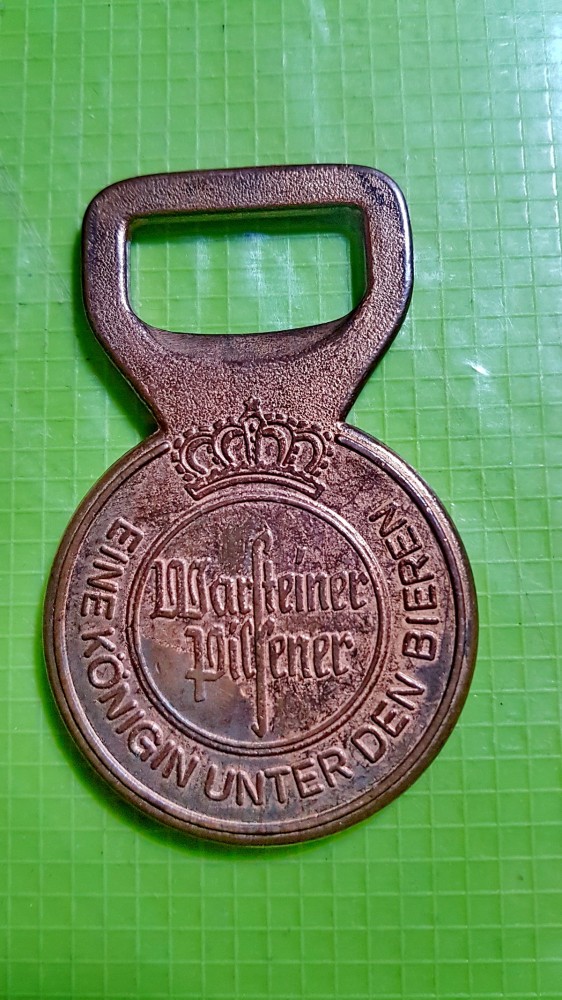 Warsteiner
Pilsener
EINE KÖNIGIN UNTER DEN BIEREN